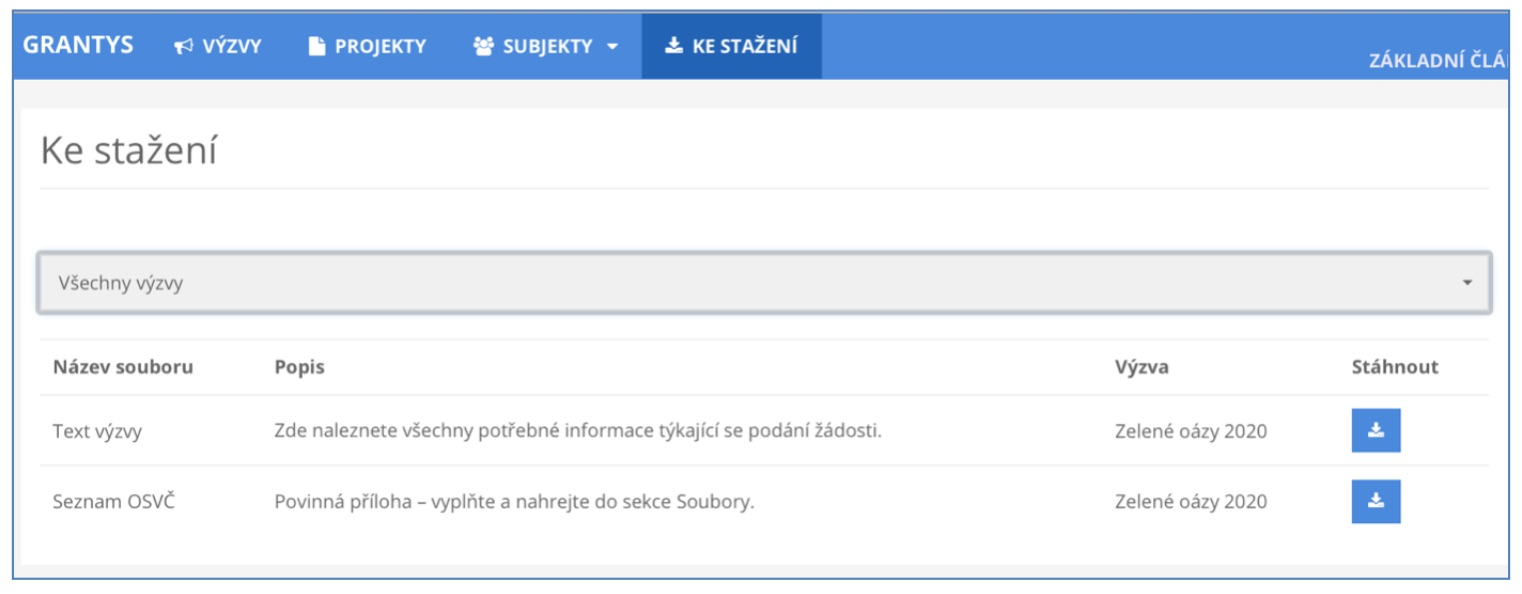 GRANTYS VÝZVY PROJEKTY SUBJEKTY KE STAŽENÍ
ZÁKLADNÍ
Ke stažení
Všechny výzvy
Název souboru Popis Výzva Stáhnout
Text výzvy Zde naleznete všechny potřebné informace týkající se podání žádosti. Zelené oázy 2020
Seznam OSVČ Povinná příloha – vyplňte a nahrejte do sekce Soubory. Zelené oázy 2020